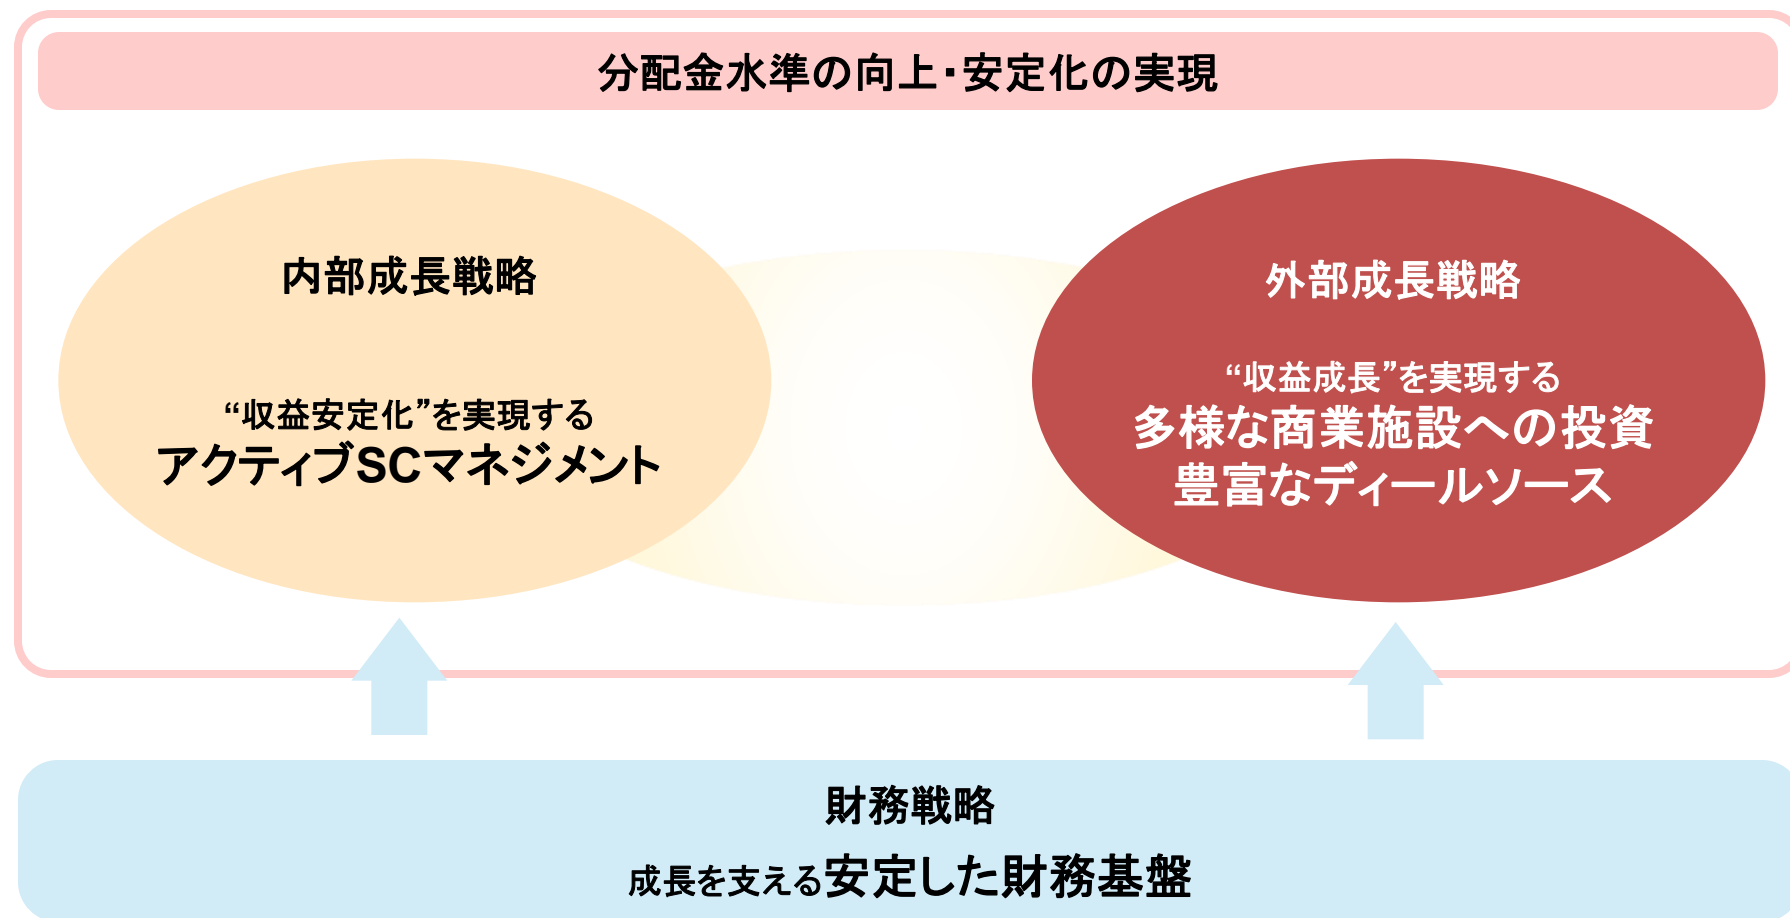 分配金水準の向上・安定化の実現
内部成長戦略
“収益安定化”を実現する
アクティブSCマネジメント
外部成長戦略
“収益成長”を実現する
多様な商業施設への投資
豊富なディールソース
財務戦略
成長を支える安定した財務基盤